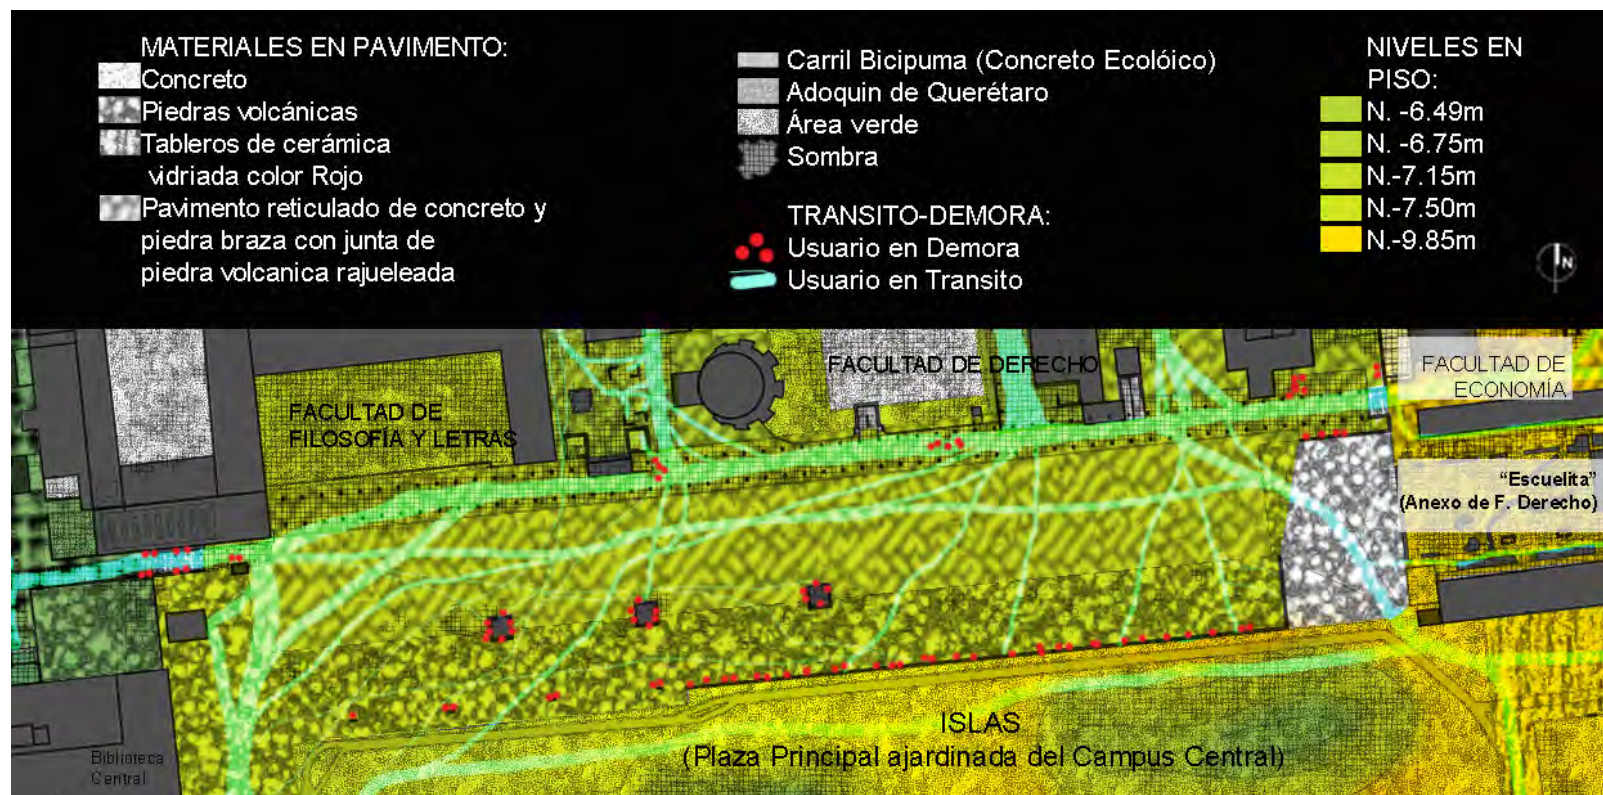 MATERIALES EN PAVIMENTO:
Concreto
Piedras volcánicas
Tableros de cerámica
vidriada color Rojo
Pavimento reticulado de concreto y
piedra braza con junta de
piedra volcanica rajueleada
Carril Bicipuma (Concreto Ecolóico)
Adoquin de Querétaro
Área verde
Sombra
TRANSITO-DEMORA:
Usuario en Demora
Usuario en Transito
NIVELES EN
PISO:
N. -6.49m
N. -6.75m
N.-7.15m
N.-7.50m
N.-9.85m
N
FACULTAD DE
FILOSOFÍA Y LETRAS
FACULTAD DE DERECHO
FACULTAD DE
ECONOMÍA
“Escuelita”
(Anexo de F. Derecho)
ISLAS
(Plaza Principal ajardinada del Campus Central)
Biblioteca
Central